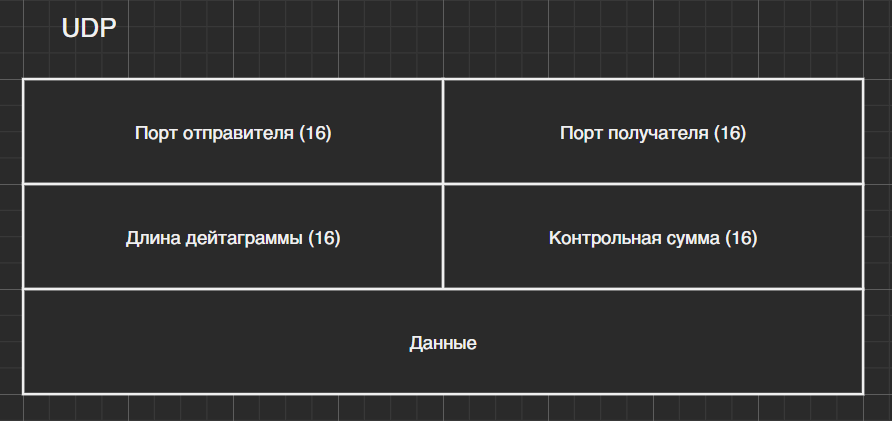 UDP
Порт отправителя (16)
Порт получателя (16)
Длина дейтаграммы (16)
Контрольная сумма (16)
Данные